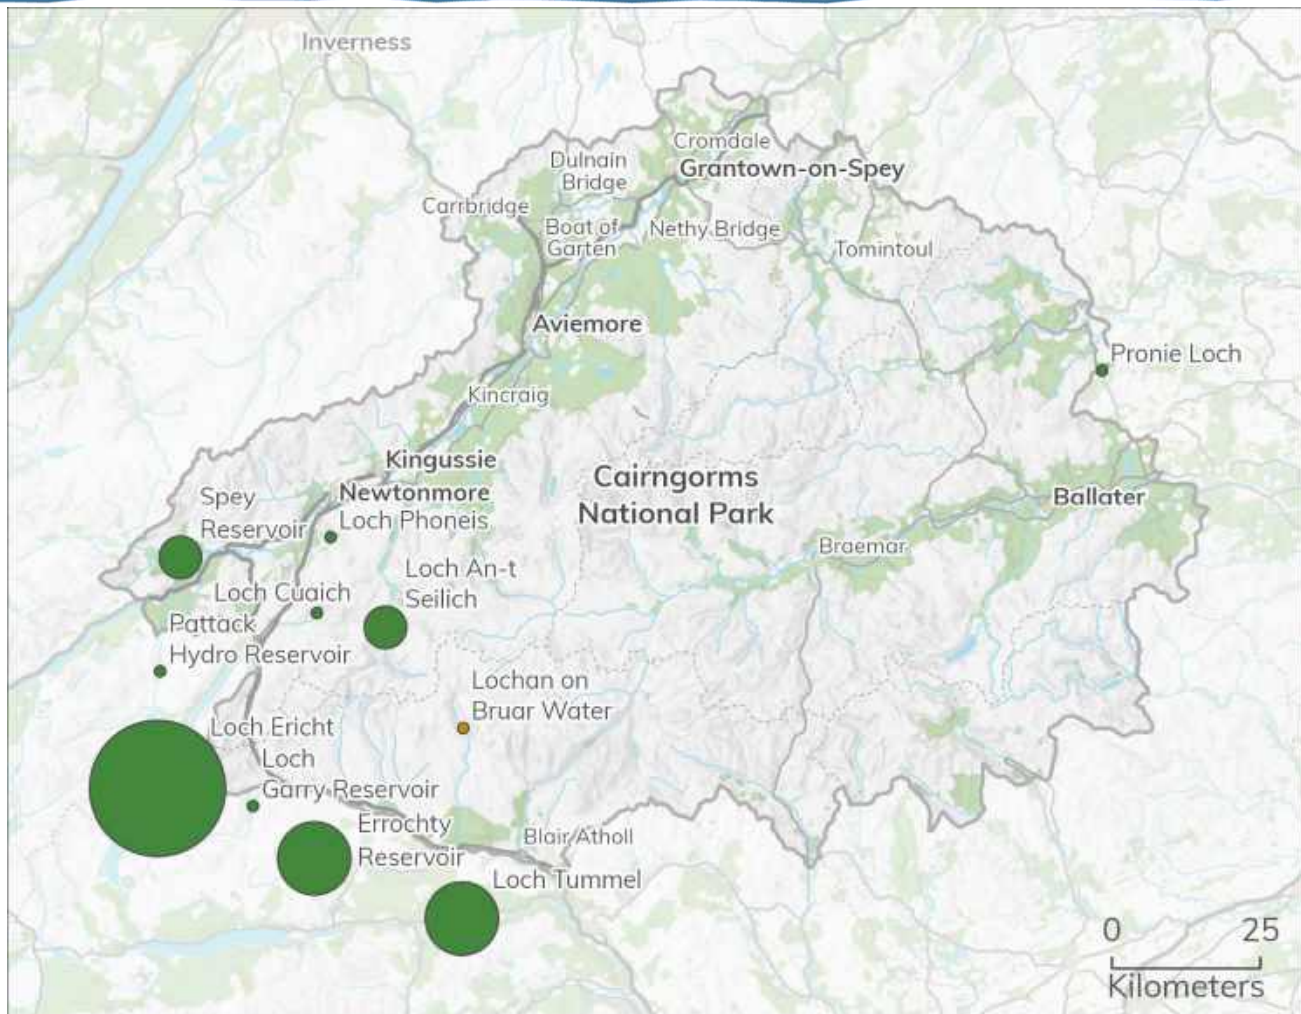 Inverness
Cromdale
Dulnain
Bridge
Grantown-on-Spey
Carrbridge
Boat of
Garten
Nethy Bridge
Tomintoul
Aviemore
Pronie Loch
Kincraig
Kingussie
Cairngorms
National Park
Newtonmore
Ballater
Spey
Reservoir
Loch Phoneis
Braemar
Loch An-t
Seilich
Loch Cuaich
Pattack
Hydro Reservoir
Lochan on
Bruar Water
Loch Ericht
Loch
Garry Reservoir
Errochty
Reservoir
Blair Atholl
Loch Tummel
0 25
Kilometers